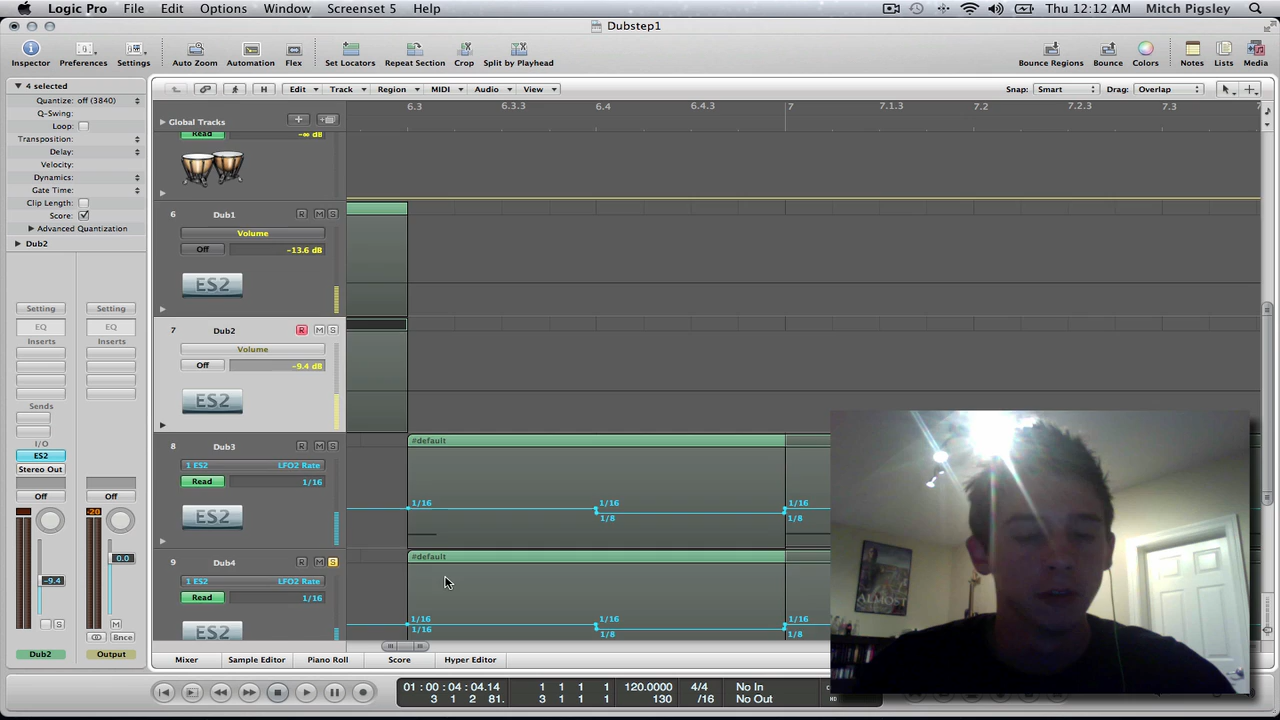 Logic Pro File Edit Options Window Screenset 5 Help
Thu 12:12 AM Mitch Pigsley
Dubstep1
Inspector Preferences Settings Auto Zoom Automation Flex Set Locators Repeat Section Crop Split by Playhead Bounce Regions Bounce Colors Notes Lists Media
4 selected
Quantize: off (3840)
Q-Swing:
Loop:
Transposition:
Delay:
Velocity:
Dynamics:
Gate Time:
Clip Length:
Score:
Advanced Quantization
Dub2
Setting Setting
EQ EQ
Inserts Inserts
Sends
I/O
ES2
Stereo Out
Off Off
-20
0.0
-9.4
S M
Bnce
Dub2 Output
H Edit Track Region MIDI Audio View Snap: Smart Drag: Overlap
Global Tracks
6.3 6.3.3 6.4 6.4.3 7 7.1.3 7.2 7.2.3 7.3
Read -∞ dB
6 Dub1 R M S
Volume
Off -13.6 dB
ES2
7 Dub2 R M S
Volume
Off -9.4 dB
ES2
8 Dub3 R M S
1 ES2 LFO2 Rate
Read 1/16
ES2
#default
1/16 1/16 1/16
1/8 1/8
9 Dub4 R M S
1 ES2 LFO2 Rate
Read 1/16
ES2
#default
1/16 1/16 1/16
1/16 1/8 1/8
ALMOST
Mixer Sample Editor Piano Roll Score Hyper Editor
01 : 00 : 04 : 04.14 1 1 1 1 120.0000 4/4 No In
3 1 2 81. 3 1 1 1 130 /16 No Out